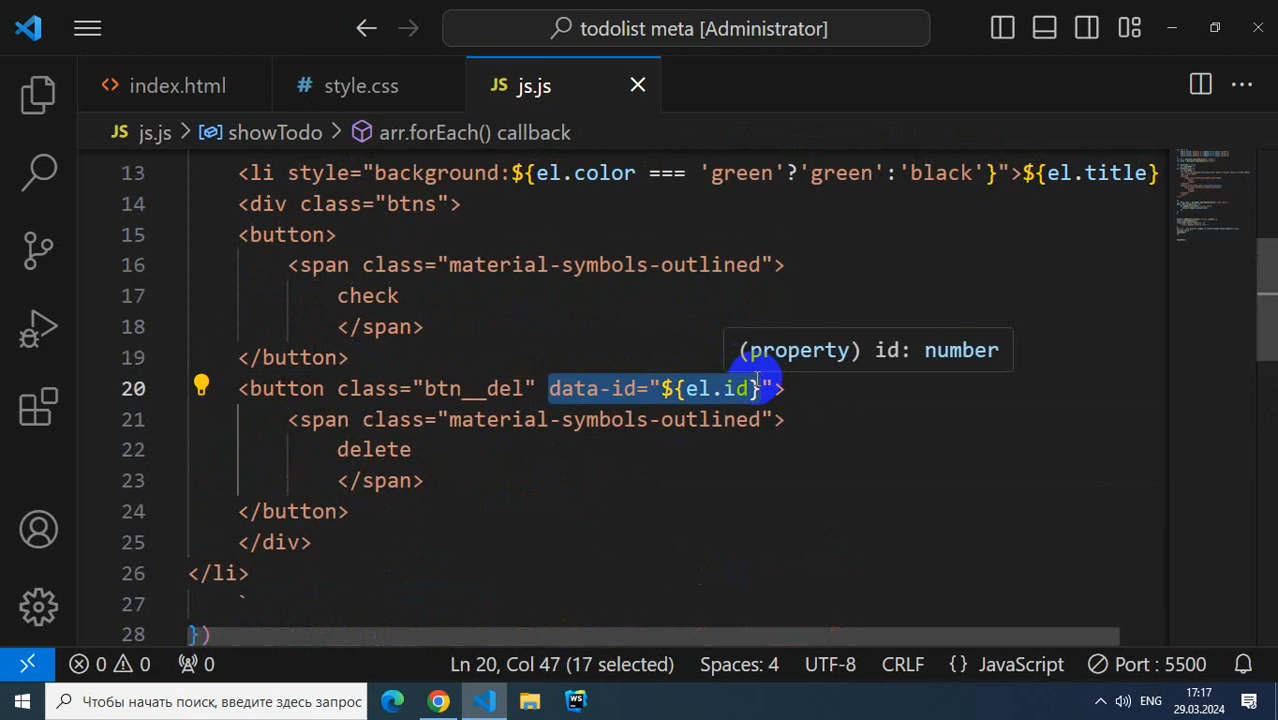 todolist meta [Administrator]
<> index.html
# style.css
JS js.js
JS js.js > showTodo > arr.forEach() callback
13 <li style="background:${el.color === 'green'?'green':'black'}">${el.title}
14 <div class="btns">
15 <button>
16 <span class="material-symbols-outlined">
17 check
18 </span>
19 </button>
(property) id: number
20 <button class="btn__del" data-id="${el.id}">
21 <span class="material-symbols-outlined">
22 delete
23 </span>
24 </button>
25 </div>
26 </li>
27 `
28 })
0 0 0 Ln 20, Col 47 (17 selected) Spaces: 4 UTF-8 CRLF {} JavaScript Port : 5500
Чтобы начать поиск, введите здесь запрос
WS
ENG
17:17
29.03.2024